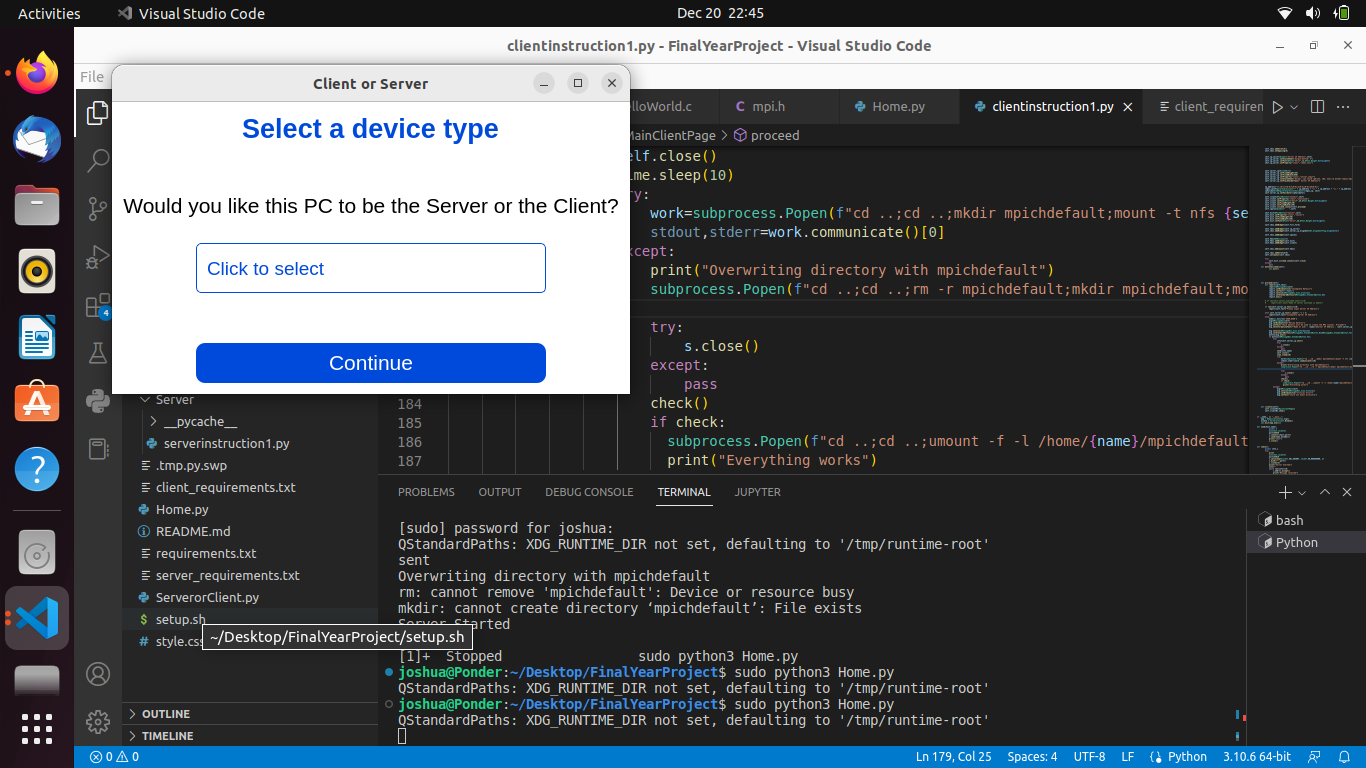 Activities
Visual Studio Code
Dec 20 22:45
clientinstruction1.py - FinalYearProject - Visual Studio Code
File
Client or Server
Select a device type
Would you like this PC to be the Server or the Client?
Click to select
Continue
elloWorld.c
mpi.h
Home.py
clientinstruction1.py
client_requiren
MainClientPage > proceed
elf.close()
ime.sleep(10)
ry:
work=subprocess.Popen(f"cd ..;cd ..;mkdir mpichdefault;mount -t nfs {se
stdout,stderr=work.communicate()[0]
xcept:
print("Overwriting directory with mpichdefault")
subprocess.Popen(f"cd ..;cd ..;rm -r mpichdefault;mkdir mpichdefault;mo
try:
s.close()
except:
pass
184 check()
185 if check:
186 subprocess.Popen(f"cd ..;cd ..;umount -f -l /home/{name}/mpichdefault
187 print("Everything works")
4
Server
__pycache__
serverinstruction1.py
.tmp.py.swp
client_requirements.txt
Home.py
README.md
requirements.txt
server_requirements.txt
ServerorClient.py
$ setup.sh
~/Desktop/FinalYearProject/setup.sh
# style.css
OUTLINE
TIMELINE
PROBLEMS OUTPUT DEBUG CONSOLE TERMINAL JUPYTER
[sudo] password for joshua:
QStandardPaths: XDG_RUNTIME_DIR not set, defaulting to '/tmp/runtime-root'
sent
Overwriting directory with mpichdefault
rm: cannot remove 'mpichdefault': Device or resource busy
mkdir: cannot create directory ‘mpichdefault’: File exists
Server Started
[1]+ Stopped sudo python3 Home.py
joshua@Ponder:~/Desktop/FinalYearProject$ sudo python3 Home.py
QStandardPaths: XDG_RUNTIME_DIR not set, defaulting to '/tmp/runtime-root'
joshua@Ponder:~/Desktop/FinalYearProject$ sudo python3 Home.py
QStandardPaths: XDG_RUNTIME_DIR not set, defaulting to '/tmp/runtime-root'
bash
Python
0 0
Ln 179, Col 25 Spaces: 4 UTF-8 LF Python 3.10.6 64-bit